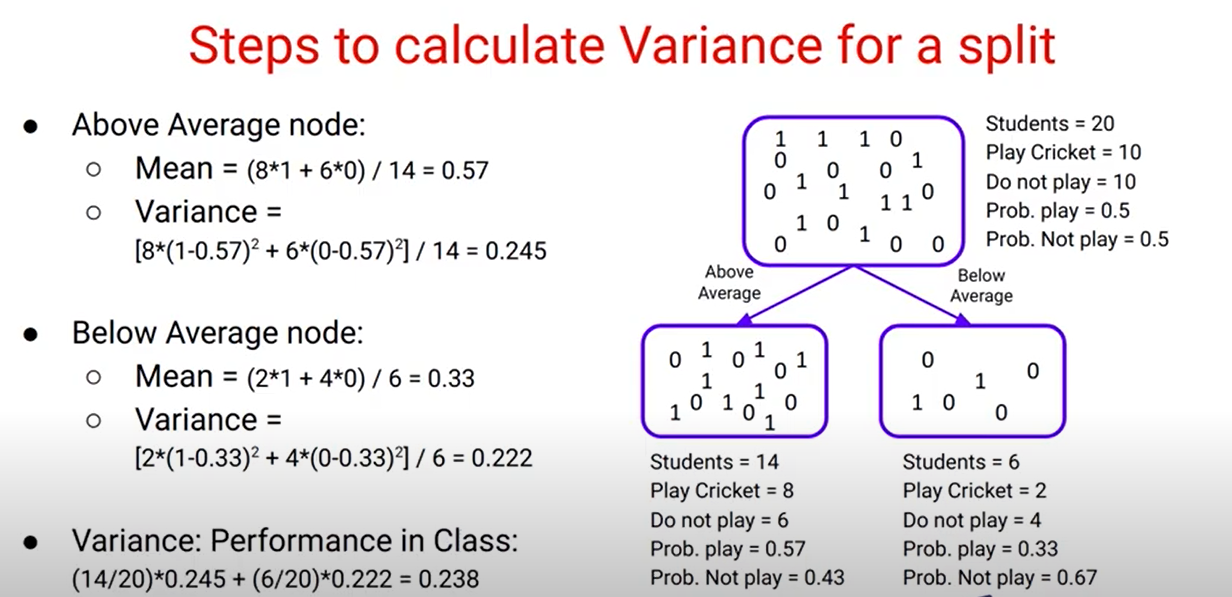 Steps to calculate Variance for a split
● Above Average node:
○ Mean = (8*1 + 6*0) / 14 = 0.57
○ Variance =
[8*(1-0.57)² + 6*(0-0.57)²] / 14 = 0.245
● Below Average node:
○ Mean = (2*1 + 4*0) / 6 = 0.33
○ Variance =
[2*(1-0.33)² + 4*(0-0.33)²] / 6 = 0.222
● Variance: Performance in Class:
(14/20)*0.245 + (6/20)*0.222 = 0.238
1 1 1 0
0 0 0 1
0 1 1 1 1 0
1 0 1
0 0 0
Students = 20
Play Cricket = 10
Do not play = 10
Prob. play = 0.5
Prob. Not play = 0.5
Above
Average
Below
Average
0 1 0 1 0 1
1 1
1 0 1 0 0
1
Students = 14
Play Cricket = 8
Do not play = 6
Prob. play = 0.57
Prob. Not play = 0.43
0 0
1
1 0 0
Students = 6
Play Cricket = 2
Do not play = 4
Prob. play = 0.33
Prob. Not play = 0.67